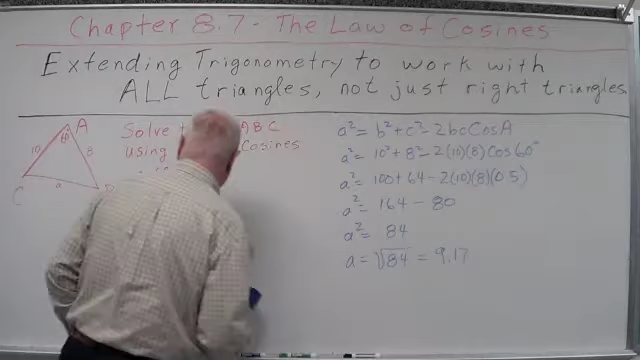 Chapter 8.7 - The Law of Cosines
Extending Trigonometry to work with
ALL triangles, not just right triangles.
A
60°
10
8
C
a
Solve
ABC
using
Cosines
a² = b² + c² - 2bc CosA
a² = 10² + 8² - 2(10)(8) Cos 60°
a² = 100 + 64 - 2(10)(8)(0.5)
a² = 164 - 80
a² = 84
a = √84 = 9.17